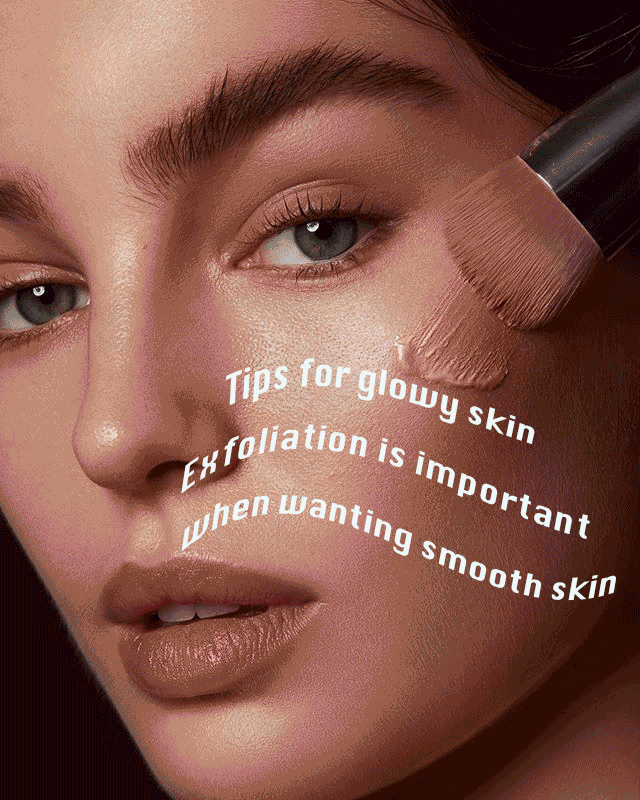 Tips for glowy skin
Exfoliation is important
when wanting smooth skin